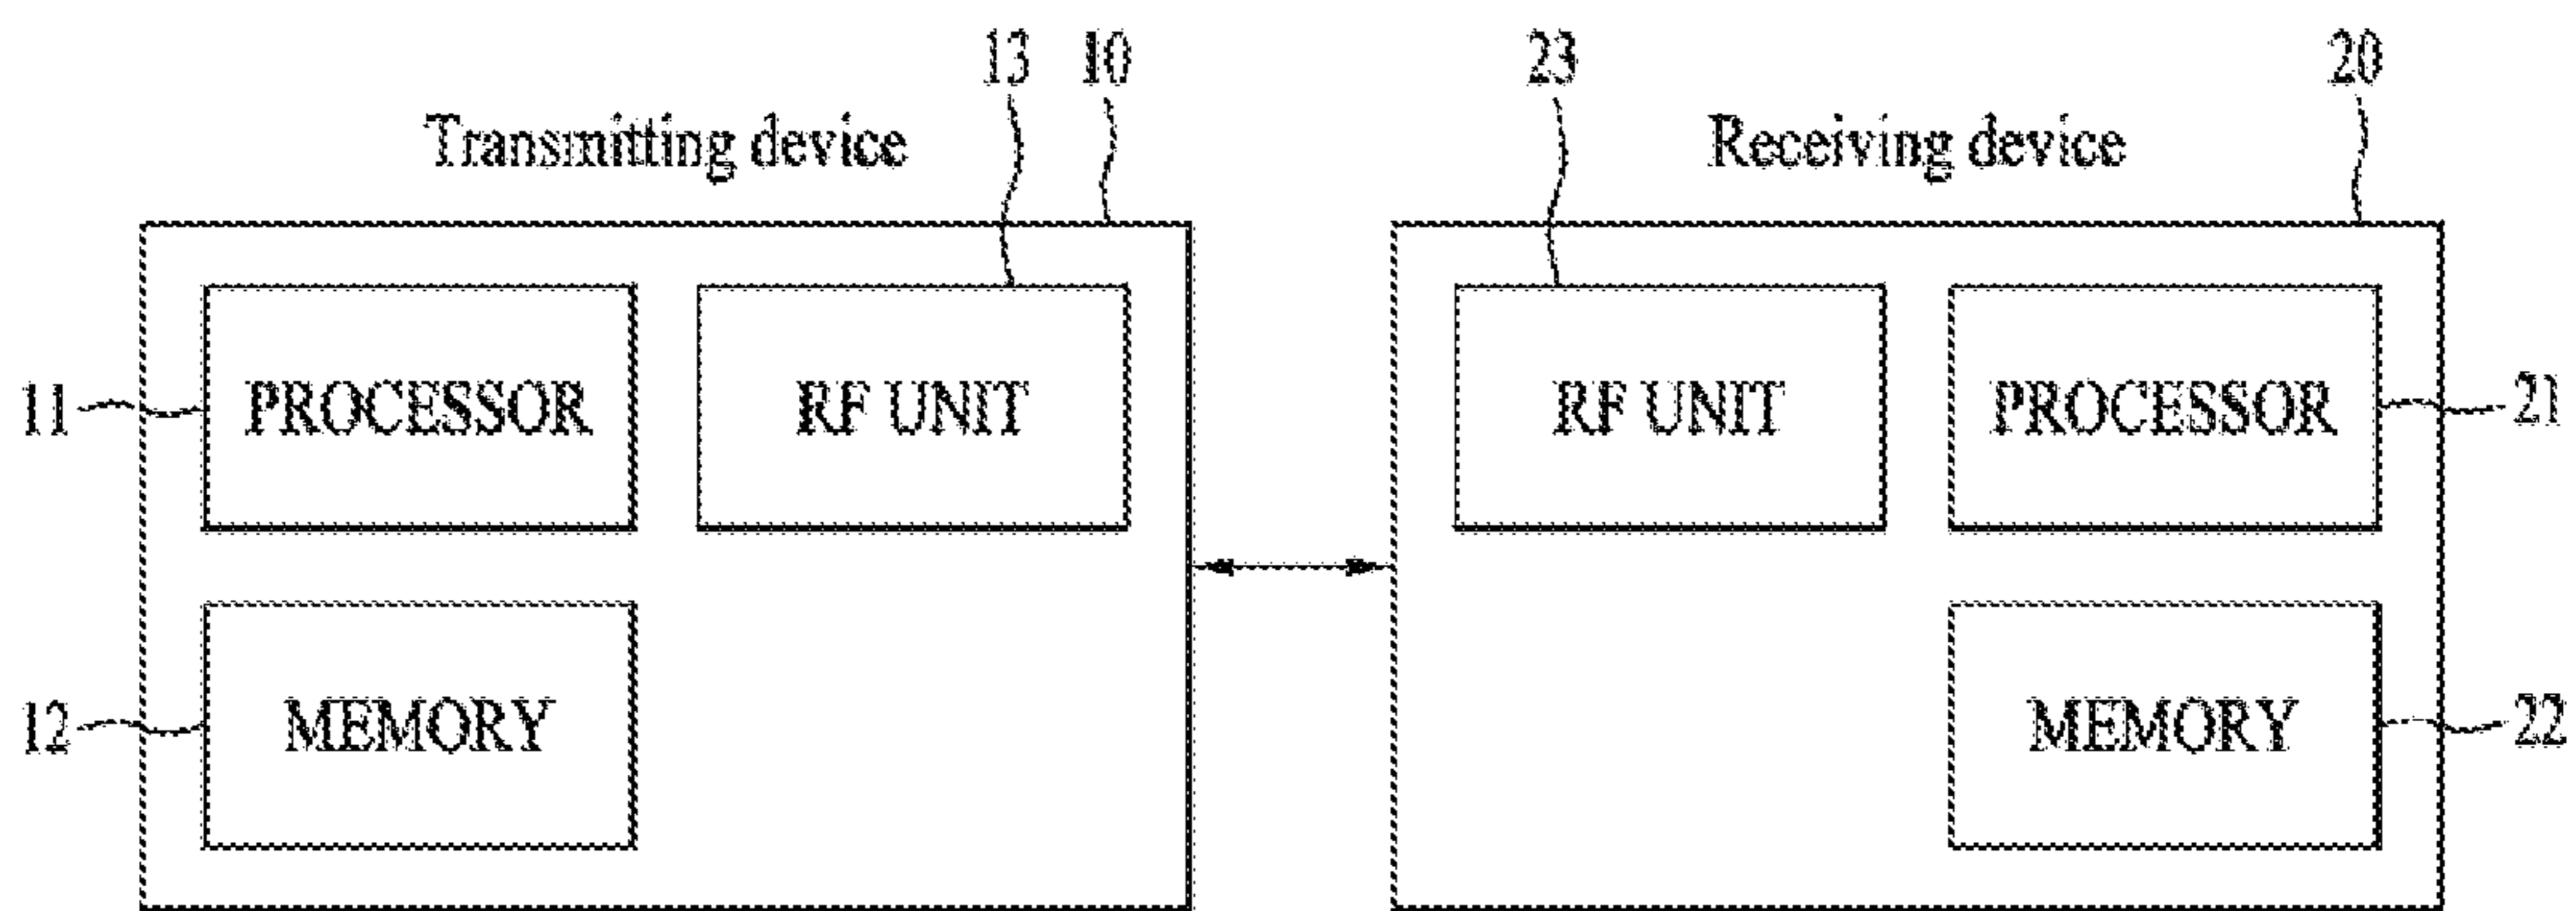 13 10 23 20
Transmitting device Receiving device
11 PROCESSOR RF UNIT RF UNIT PROCESSOR 21
12 MEMORY MEMORY 22